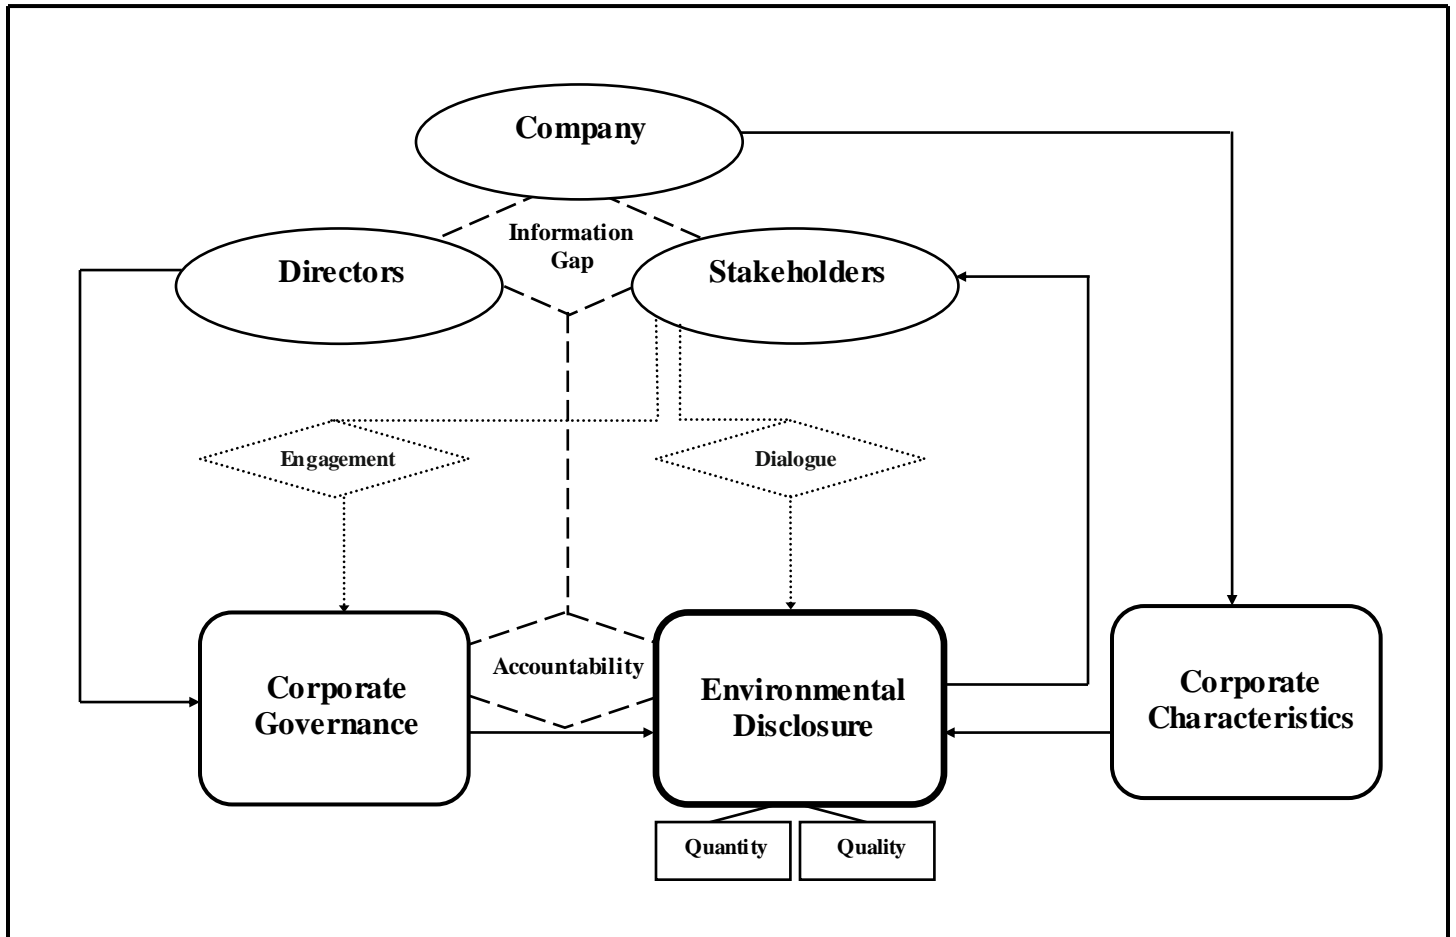 Company
Information
Gap
Directors
Stakeholders
Engagement
Dialogue
Accountability
Corporate
Governance
Environmental
Disclosure
Corporate
Characteristics
Quantity
Quality